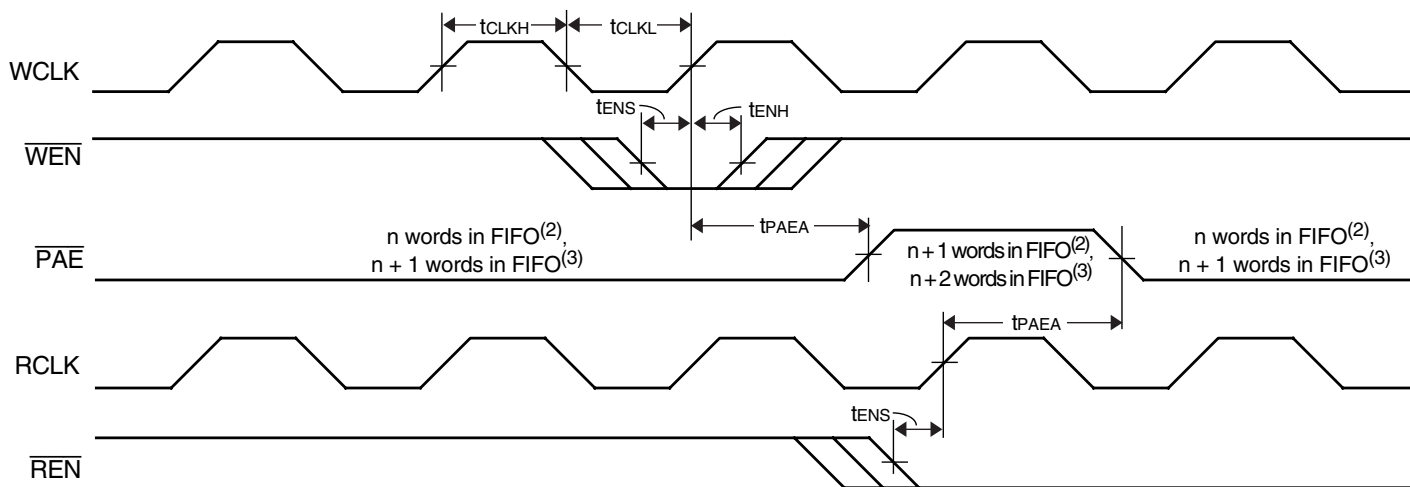 tCLKH
tCLKL
WCLK
tENS
tENH
WEN
tPAEA
PAE
n words in FIFO(2),
n + 1 words in FIFO(3)
n + 1 words in FIFO(2),
n + 2 words in FIFO(3)
n words in FIFO(2),
n + 1 words in FIFO(3)
tPAEA
RCLK
tENS
REN